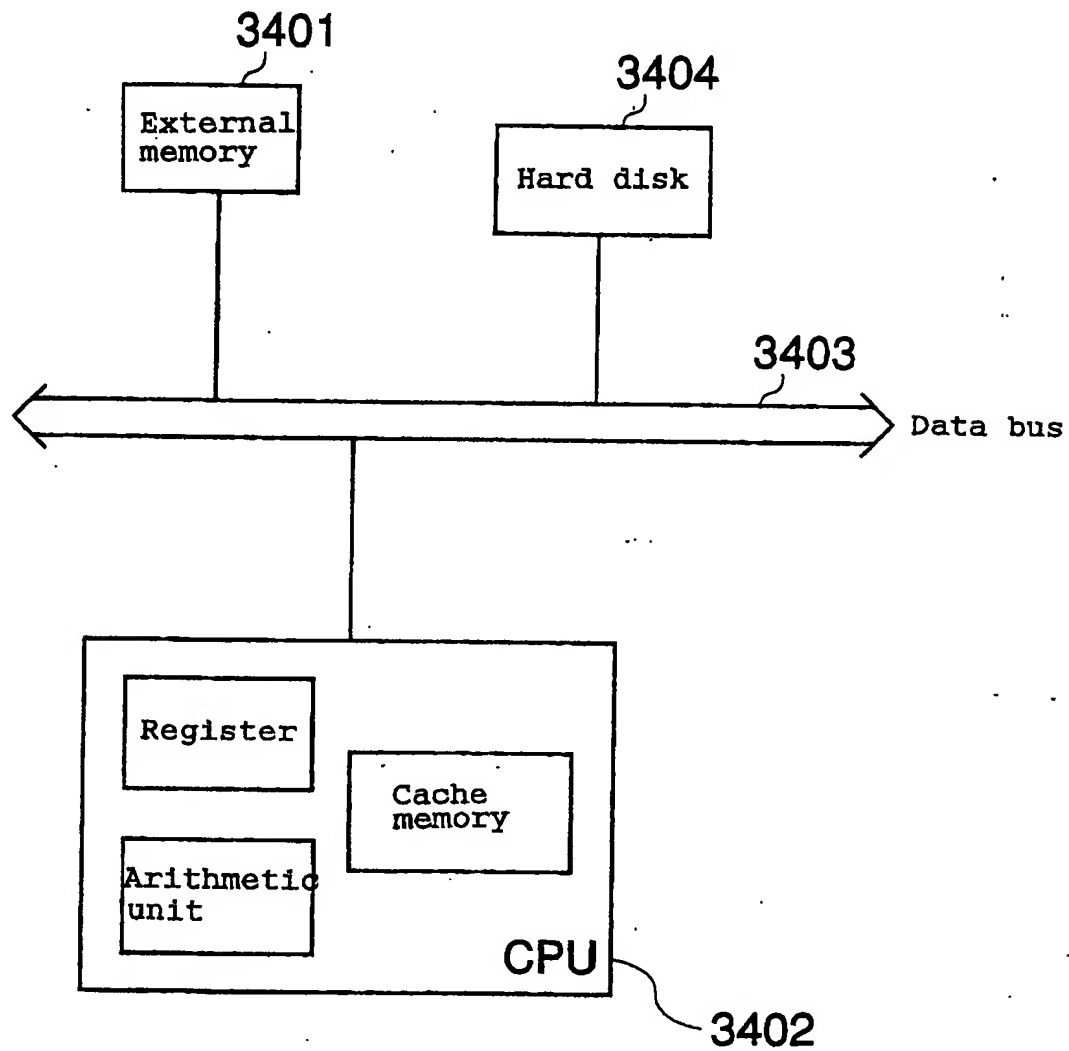 3401
3404
External
memory
Hard disk
3403
Data bus
Register
Cache
memory
Arithmetic
unit
CPU
3402